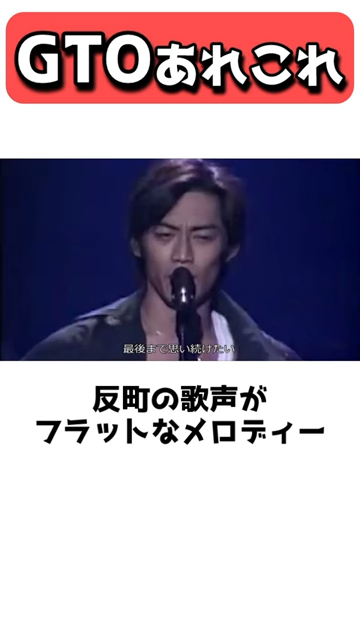 GTOあれこれ
最後まで思い続けたい
反町の歌声が
フラットなメロディー